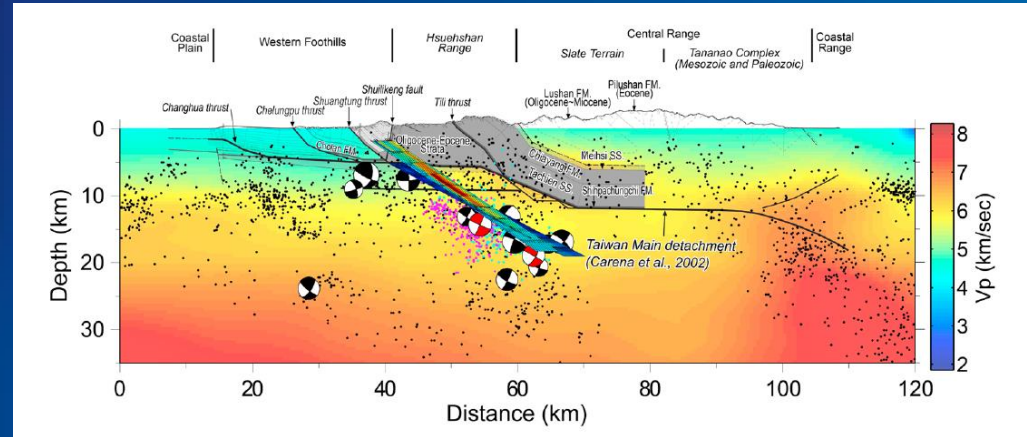 Coastal
Plain
Western Foothills
Hsuehshan
Range
Central Range
Slate Terrain
Tananao Complex
(Mesozoic and Paleozoic)
Coastal
Range
Changhua thrust
Chelungpu thrust
Shuangtung thrust
Shuilikeng fault
Tili thrust
Lushan FM.
(Oligocene~Miocene)
Pilushan FM.
(Eocene)
Cholan FM.
Oligocene-Eocene
Strata
Chiayang FM.
Tachien SS
Meihsi SS
Shihpachungchi FM.
Taiwan Main detachment
(Carena et al., 2002)
Depth (km)
0
10
20
30
0
20
40
60
80
100
120
Distance (km)
8
7
6
5
4
3
2
Vp (km/sec)